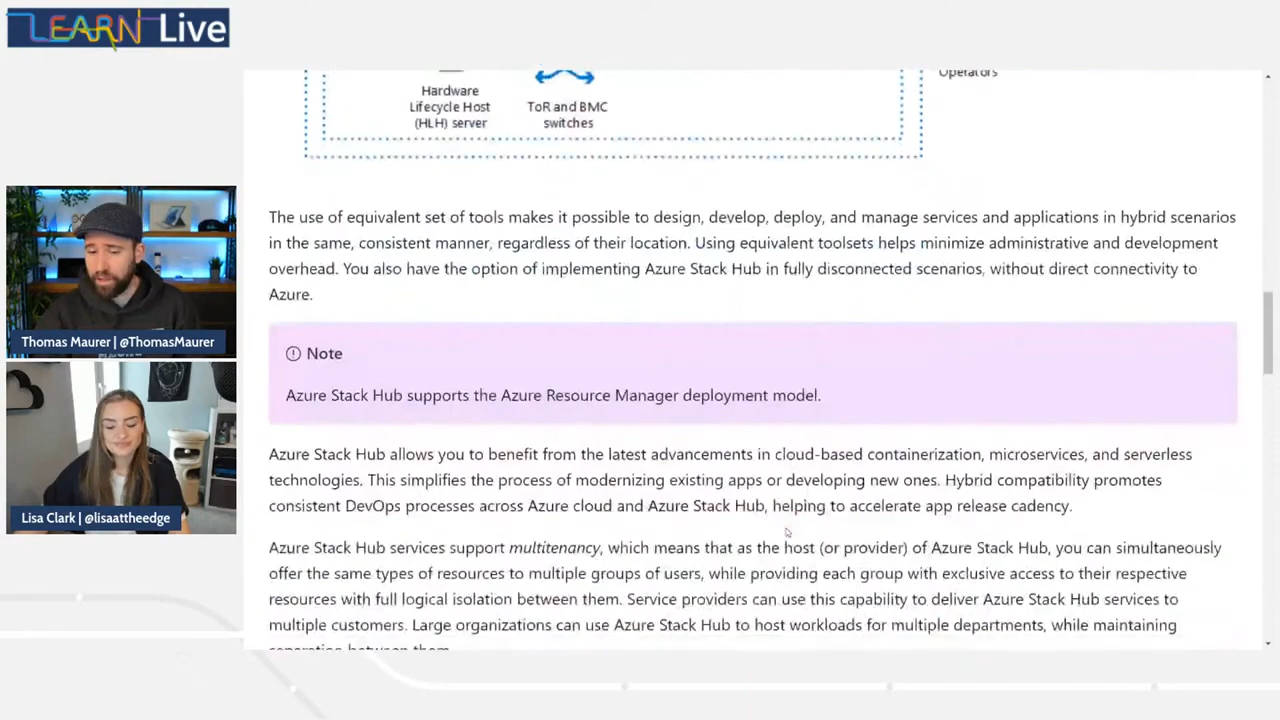 LEARN Live
Operators
Hardware
Lifecycle Host
(HLH) server
ToR and BMC
switches
The use of equivalent set of tools makes it possible to design, develop, deploy, and manage services and applications in hybrid scenarios
in the same, consistent manner, regardless of their location. Using equivalent toolsets helps minimize administrative and development
overhead. You also have the option of implementing Azure Stack Hub in fully disconnected scenarios, without direct connectivity to
Azure.
Note
Azure Stack Hub supports the Azure Resource Manager deployment model.
Azure Stack Hub allows you to benefit from the latest advancements in cloud-based containerization, microservices, and serverless
technologies. This simplifies the process of modernizing existing apps or developing new ones. Hybrid compatibility promotes
consistent DevOps processes across Azure cloud and Azure Stack Hub, helping to accelerate app release cadency.
Azure Stack Hub services support multitenancy, which means that as the host (or provider) of Azure Stack Hub, you can simultaneously
offer the same types of resources to multiple groups of users, while providing each group with exclusive access to their respective
resources with full logical isolation between them. Service providers can use this capability to deliver Azure Stack Hub services to
multiple customers. Large organizations can use Azure Stack Hub to host workloads for multiple departments, while maintaining
separation between them.
Thomas Maurer | @ThomasMaurer
Lisa Clark | @lisaattheedge